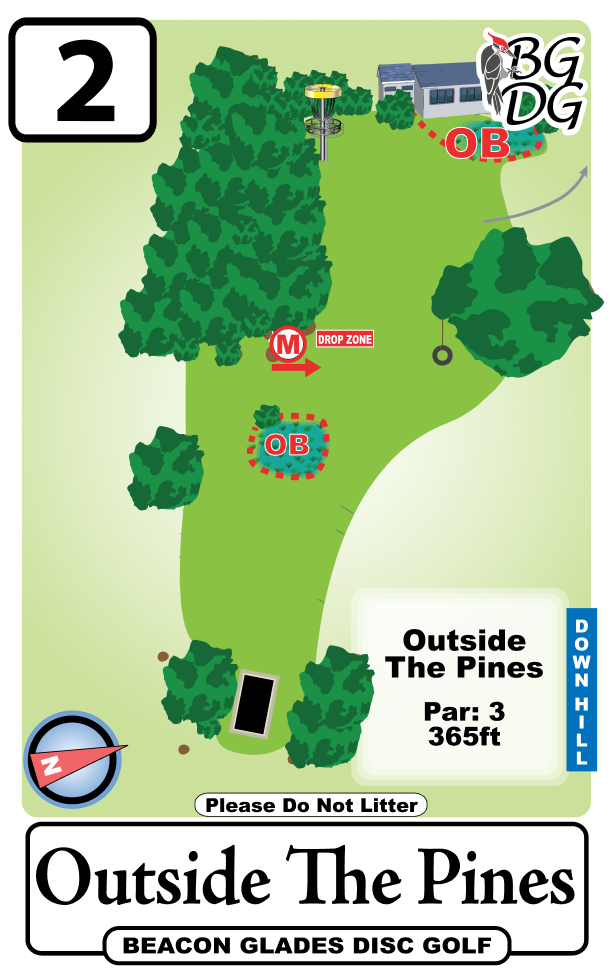 2
BG
DG
OB
M DROP ZONE
OB
Outside
The Pines
Par: 3
365ft
DOWN HILL
N
Please Do Not Litter
Outside The Pines
BEACON GLADES DISC GOLF